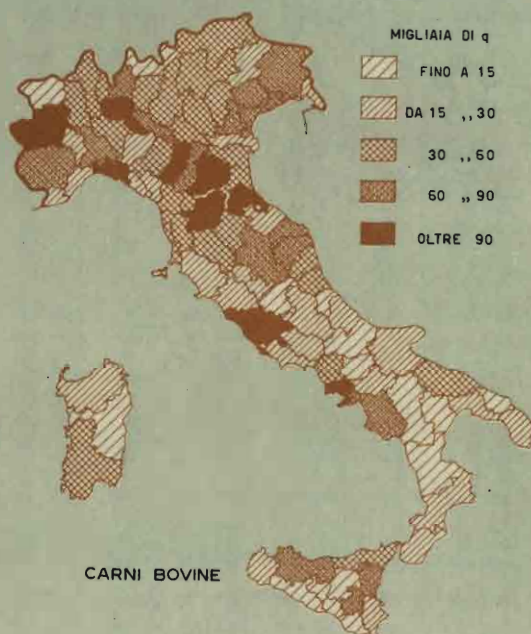 MIGLIAIA DI q
FINO A 15
DA 15 ,, 30
30 ,, 60
60 ,, 90
OLTRE 90
CARNI BOVINE